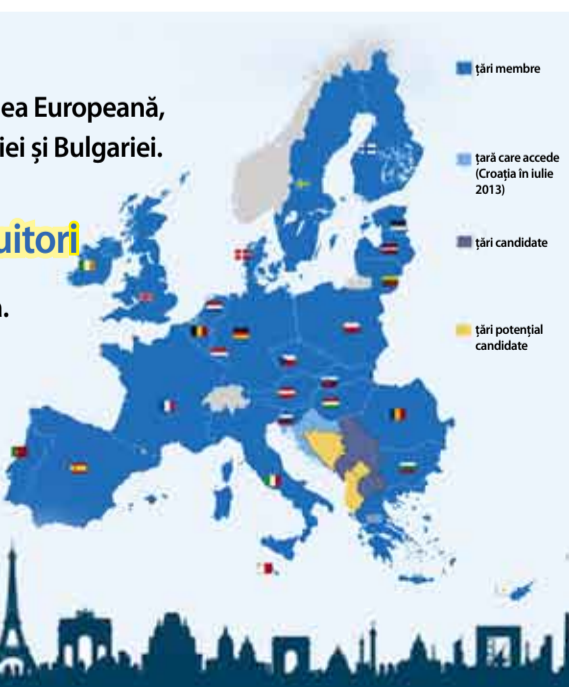 ea Europeană,
iei și Bulgariei.
uitori
.
țări membre
țară care accede
(Croația în iulie
2013)
țări candidate
țări potențial
candidate